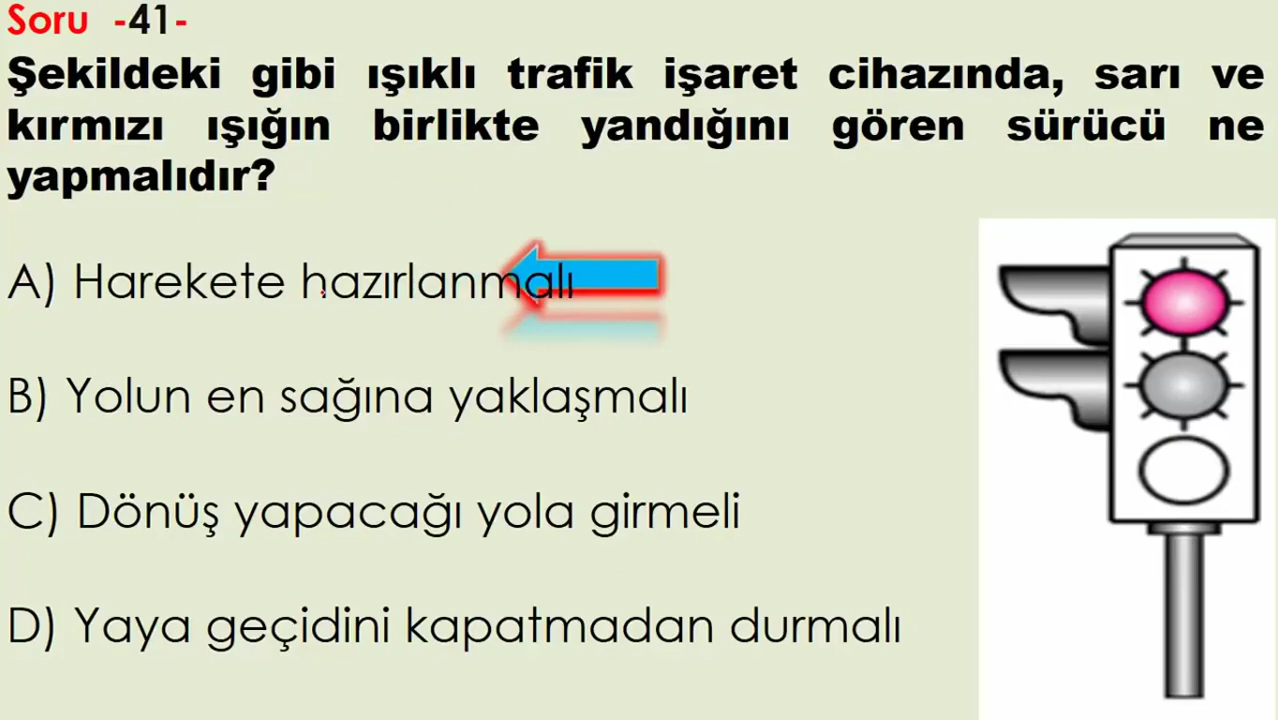 Soru -41-
Şekildeki gibi ışıklı trafik işaret cihazında, sarı ve
kırmızı ışığın birlikte yandığını gören sürücü ne
yapmalıdır?
A) Harekete hazırlanmalı
B) Yolun en sağına yaklaşmalı
C) Dönüş yapacağı yola girmeli
D) Yaya geçidini kapatmadan durmalı